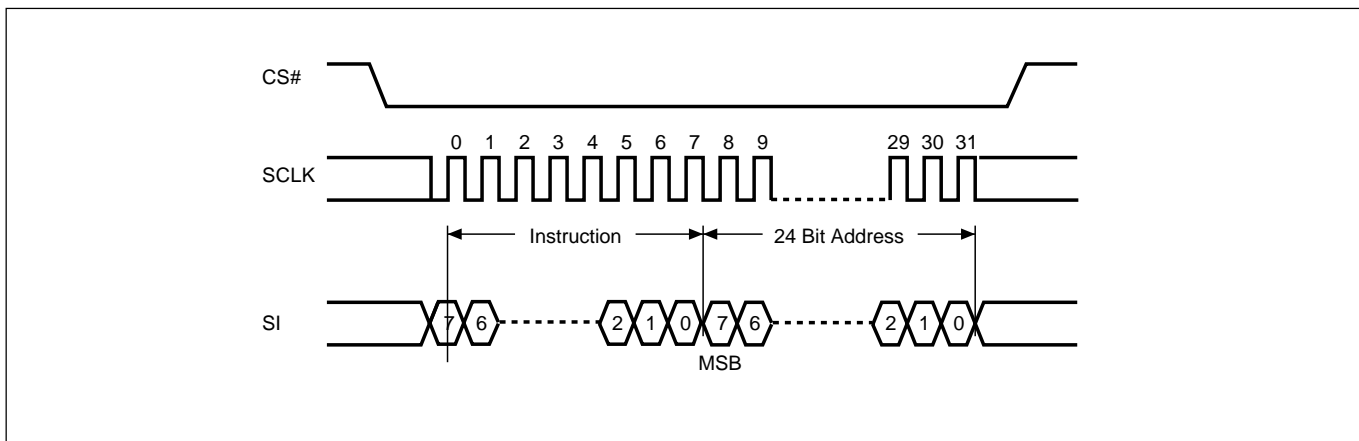 CS#
0 1 2 3 4 5 6 7 8 9 29 30 31
SCLK
Instruction 24 Bit Address
SI 7 6 2 1 0 7 6 2 1 0
MSB